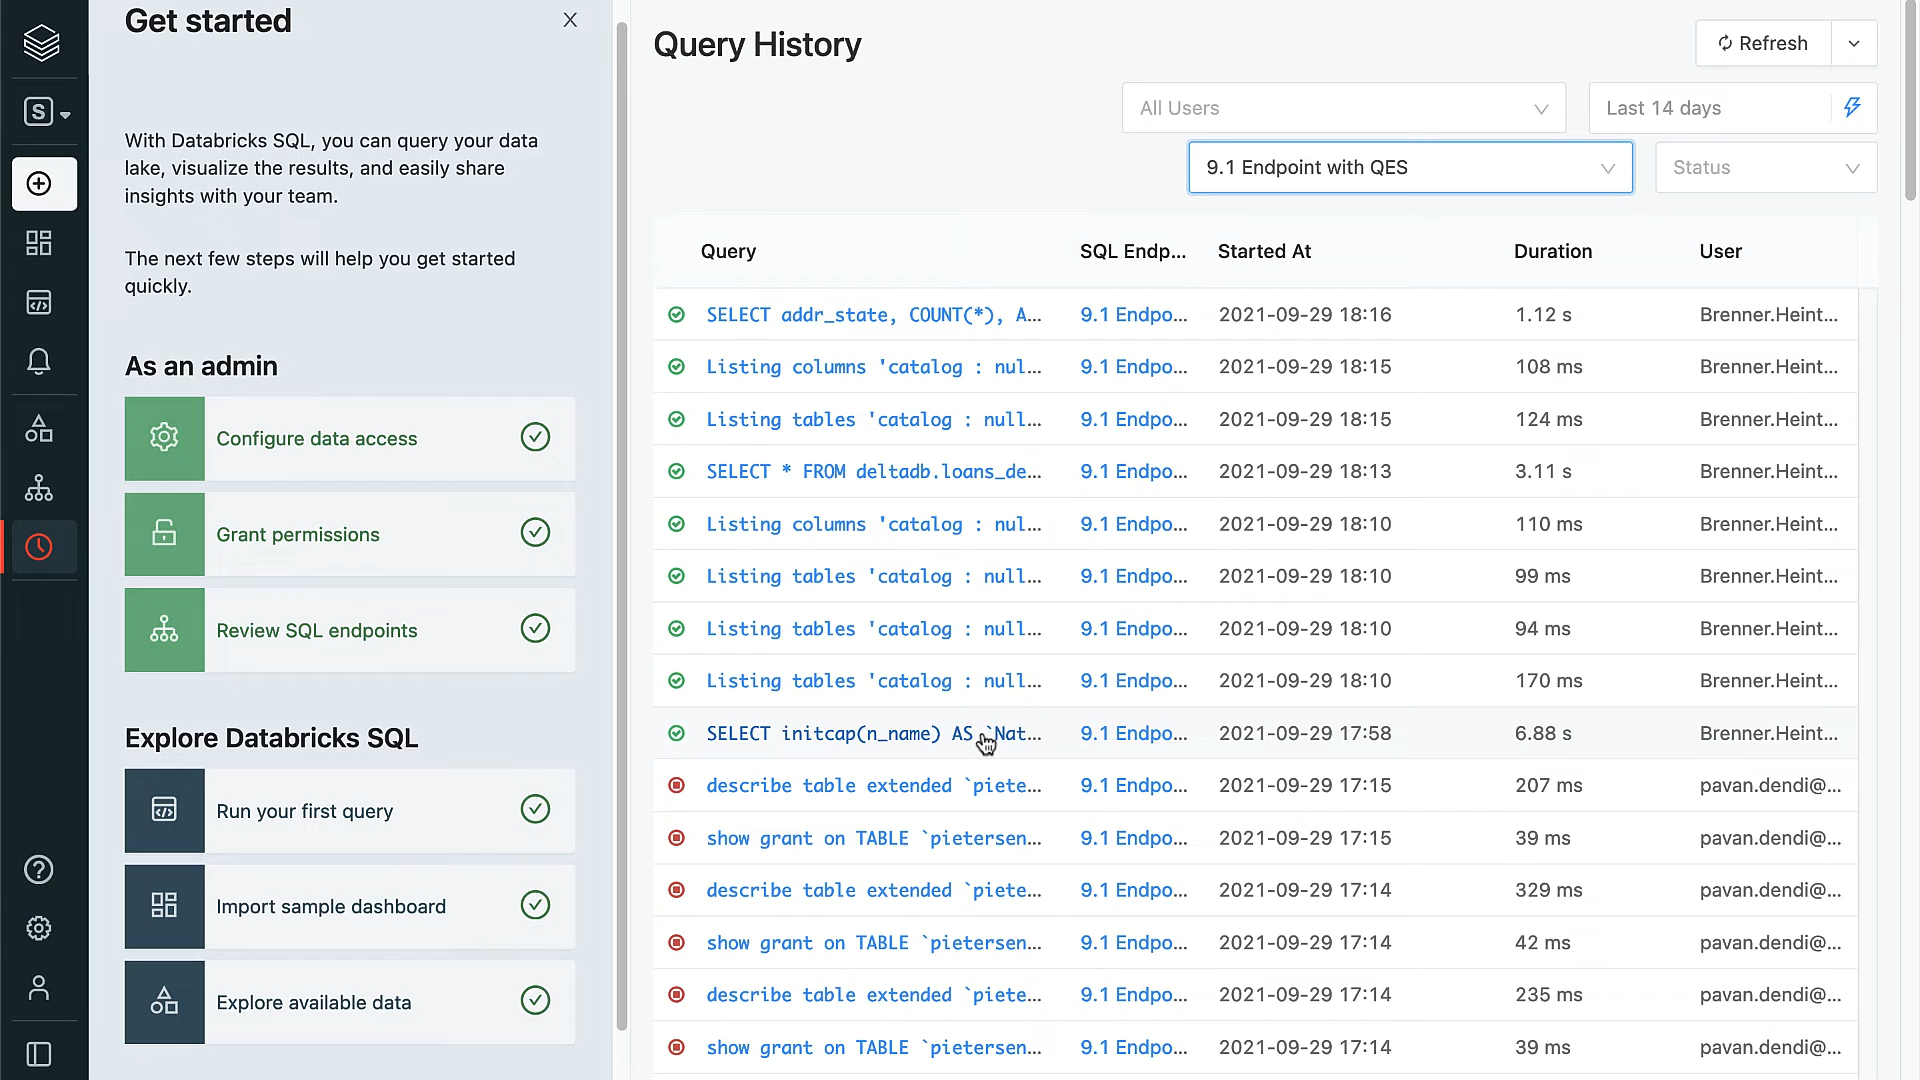 Get started
With Databricks SQL, you can query your data
lake, visualize the results, and easily share
insights with your team.
The next few steps will help you get started
quickly.
As an admin
Configure data access
Grant permissions
Review SQL endpoints
Explore Databricks SQL
Run your first query
Import sample dashboard
Explore available data
S
Query History
Refresh
All Users
Last 14 days
9.1 Endpoint with QES
Status
Query SQL Endp... Started At Duration User
SELECT addr_state, COUNT(*), A... 9.1 Endpo... 2021-09-29 18:16 1.12 s Brenner.Heint...
Listing columns 'catalog : nul... 9.1 Endpo... 2021-09-29 18:15 108 ms Brenner.Heint...
Listing tables 'catalog : null... 9.1 Endpo... 2021-09-29 18:15 124 ms Brenner.Heint...
SELECT * FROM deltadb.loans_de... 9.1 Endpo... 2021-09-29 18:13 3.11 s Brenner.Heint...
Listing columns 'catalog : nul... 9.1 Endpo... 2021-09-29 18:10 110 ms Brenner.Heint...
Listing tables 'catalog : null... 9.1 Endpo... 2021-09-29 18:10 99 ms Brenner.Heint...
Listing tables 'catalog : null... 9.1 Endpo... 2021-09-29 18:10 94 ms Brenner.Heint...
Listing tables 'catalog : null... 9.1 Endpo... 2021-09-29 18:10 170 ms Brenner.Heint...
SELECT initcap(n_name) AS `Nat... 9.1 Endpo... 2021-09-29 17:58 6.88 s Brenner.Heint...
describe table extended `piete... 9.1 Endpo... 2021-09-29 17:15 207 ms pavan.dendi@...
show grant on TABLE `pietersen... 9.1 Endpo... 2021-09-29 17:15 39 ms pavan.dendi@...
describe table extended `piete... 9.1 Endpo... 2021-09-29 17:14 329 ms pavan.dendi@...
show grant on TABLE `pietersen... 9.1 Endpo... 2021-09-29 17:14 42 ms pavan.dendi@...
describe table extended `piete... 9.1 Endpo... 2021-09-29 17:14 235 ms pavan.dendi@...
show grant on TABLE `pietersen... 9.1 Endpo... 2021-09-29 17:14 39 ms pavan.dendi@...